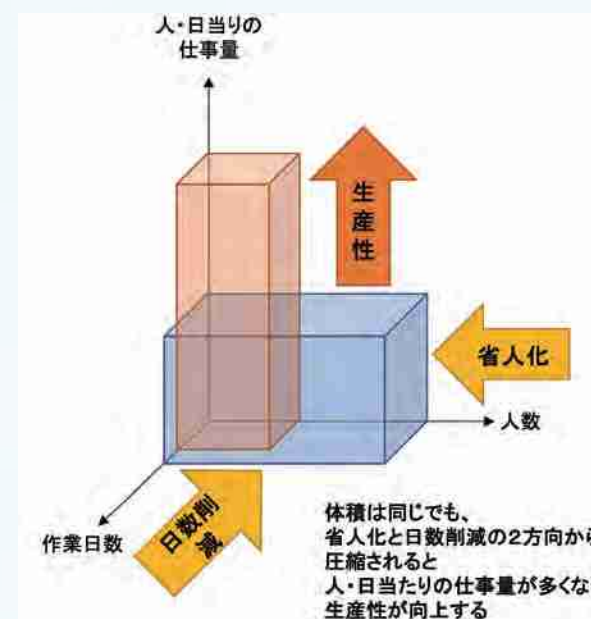 人・日当りの
仕事量
生産性
省人化
人数
日数削
減
作業日数
体積は同じでも、
省人化と日数削減の2方向から
圧縮されると
人・日当たりの仕事量が多くな
生産性が向上する